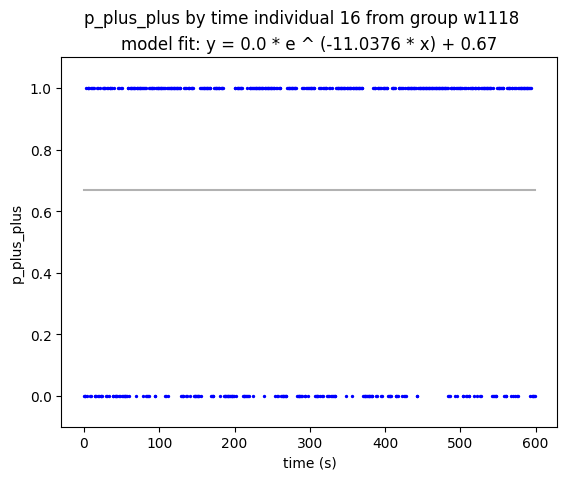 p_plus_plus by time individual 16 from group w1118
model fit: y = 0.0 * e ^ (-11.0376 * x) + 0.67
1.0
0.8
0.6
0.4
0.2
0.0
p_plus_plus
0 100 200 300 400 500 600
time (s)